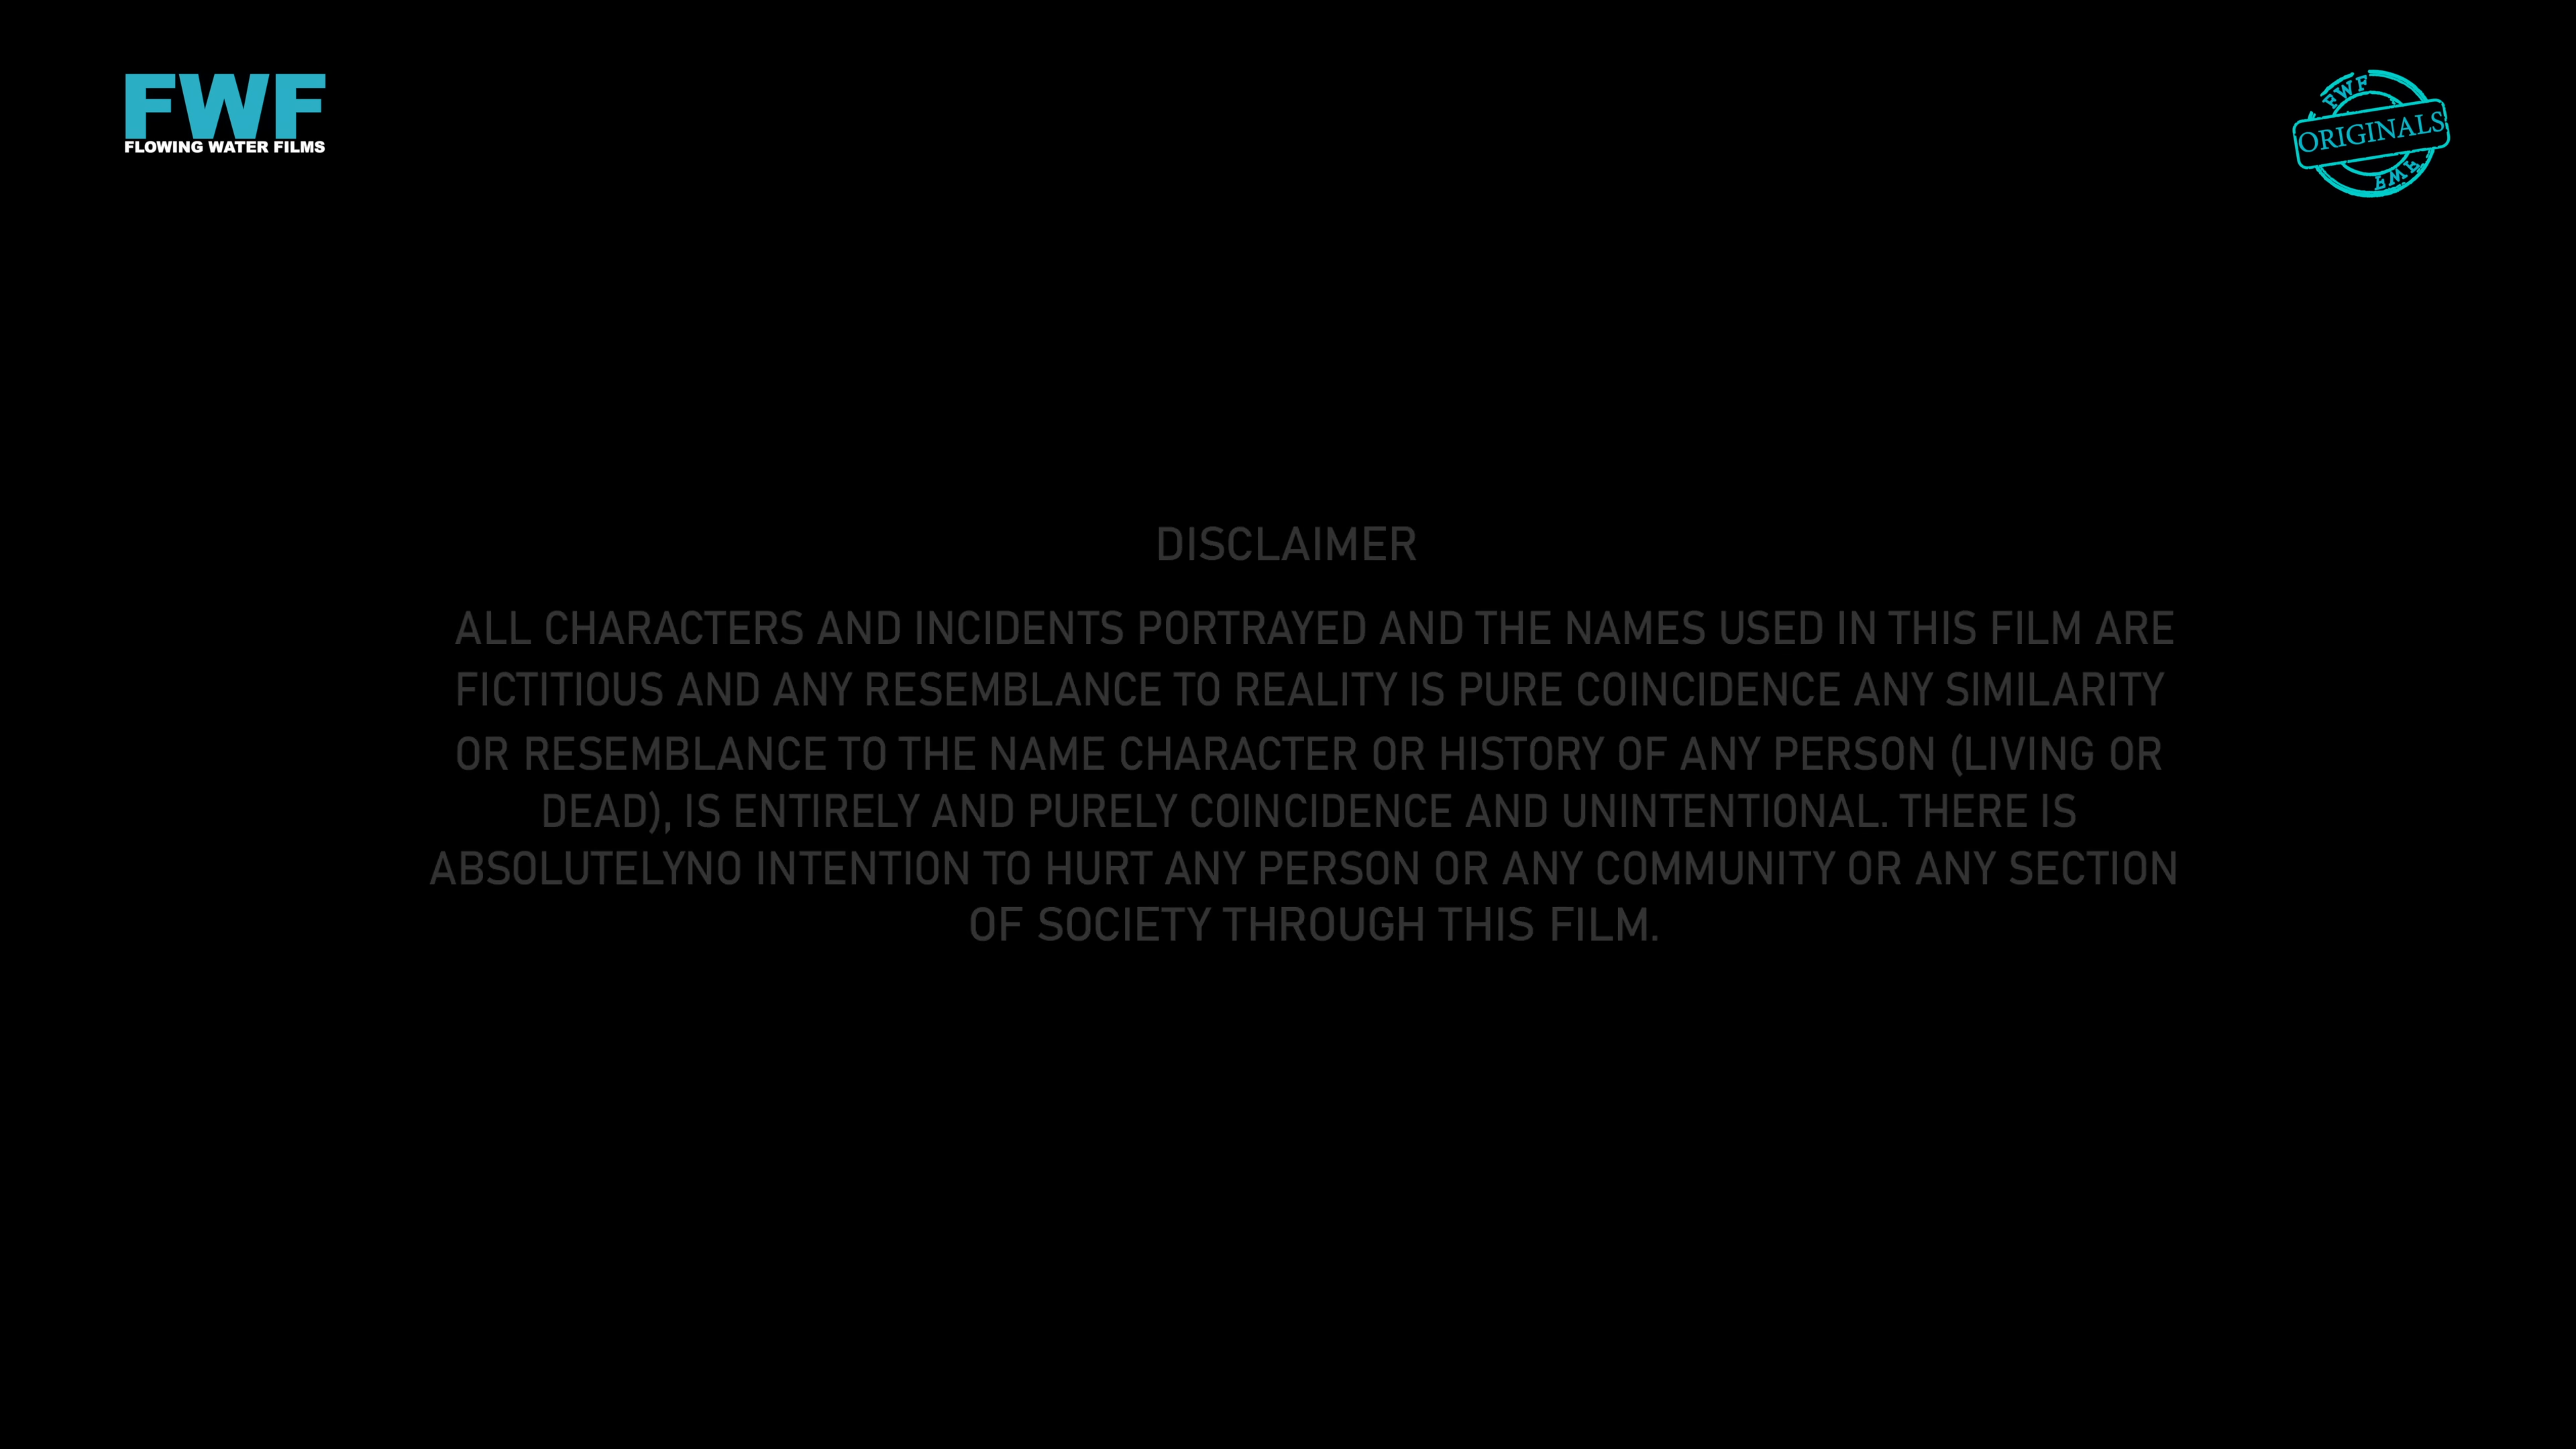 FWF
FLOWING WATER FILMS
FWF
ORIGINALS
FWF
DISCLAIMER
ALL CHARACTERS AND INCIDENTS PORTRAYED AND THE NAMES USED IN THIS FILM ARE
FICTITIOUS AND ANY RESEMBLANCE TO REALITY IS PURE COINCIDENCE ANY SIMILARITY
OR RESEMBLANCE TO THE NAME CHARACTER OR HISTORY OF ANY PERSON (LIVING OR
DEAD), IS ENTIRELY AND PURELY COINCIDENCE AND UNINTENTIONAL. THERE IS
ABSOLUTELYNO INTENTION TO HURT ANY PERSON OR ANY COMMUNITY OR ANY SECTION
OF SOCIETY THROUGH THIS FILM.